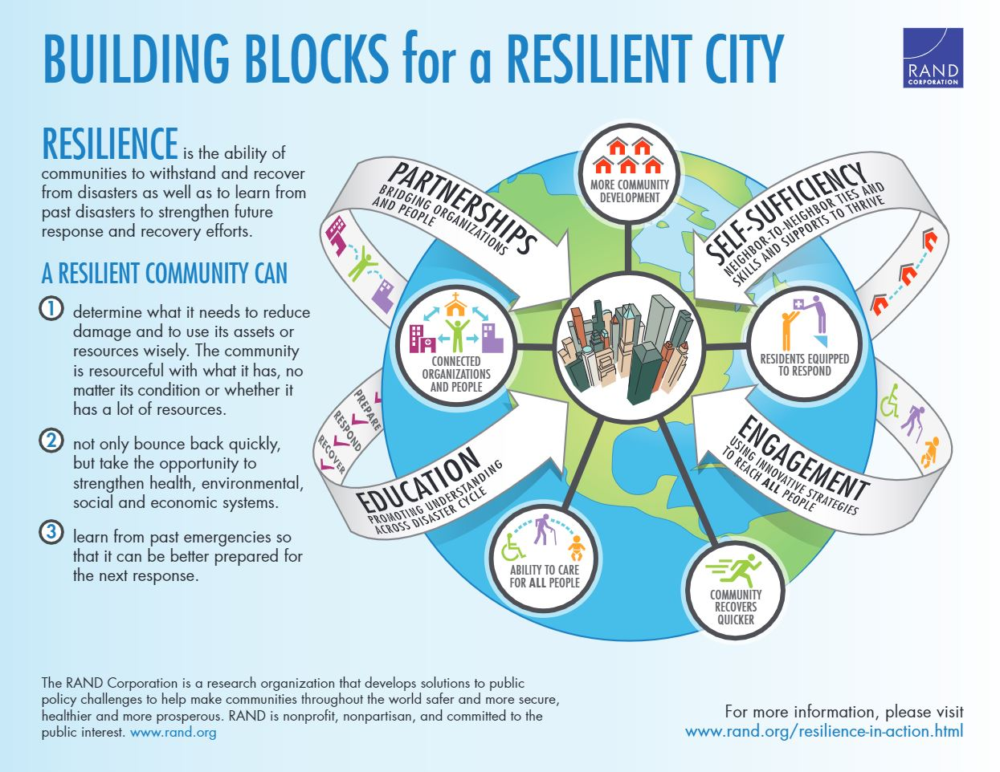 BUILDING BLOCKS for a RESILIENT CITY
RAND
CORPORATION
RESILIENCE is the ability of
communities to withstand and recover
from disasters as well as to learn from
past disasters to strengthen future
response and recovery efforts.
A RESILIENT COMMUNITY CAN
1 determine what it needs to reduce
damage and to use its assets or
resources wisely. The community
is resourceful with what it has, no
matter its condition or whether it
has a lot of resources.
2 not only bounce back quickly,
but take the opportunity to
strengthen health, environmental,
social and economic systems.
3 learn from past emergencies so
that it can be better prepared for
the next response.
PARTNERSHIPS
BRIDGING ORGANIZATIONS
AND PEOPLE
MORE COMMUNITY
DEVELOPMENT
SELF-SUFFICIENCY
NEIGHBOR-TO-NEIGHBOR TIES AND
SKILLS AND SUPPORTS TO THRIVE
CONNECTED
ORGANIZATIONS
AND PEOPLE
RESIDENTS EQUIPPED
TO RESPOND
PREPARE
RESPOND
RECOVER
EDUCATION
PROMOTING UNDERSTANDING
ACROSS DISASTER CYCLE
ENGAGEMENT
USING INNOVATIVE STRATEGIES
TO REACH ALL PEOPLE
ABILITY TO CARE
FOR ALL PEOPLE
COMMUNITY
RECOVERS
QUICKER
The RAND Corporation is a research organization that develops solutions to public
policy challenges to help make communities throughout the world safer and more secure,
healthier and more prosperous. RAND is nonprofit, nonpartisan, and committed to the
public interest. www.rand.org
For more information, please visit
www.rand.org/resilience-in-action.html